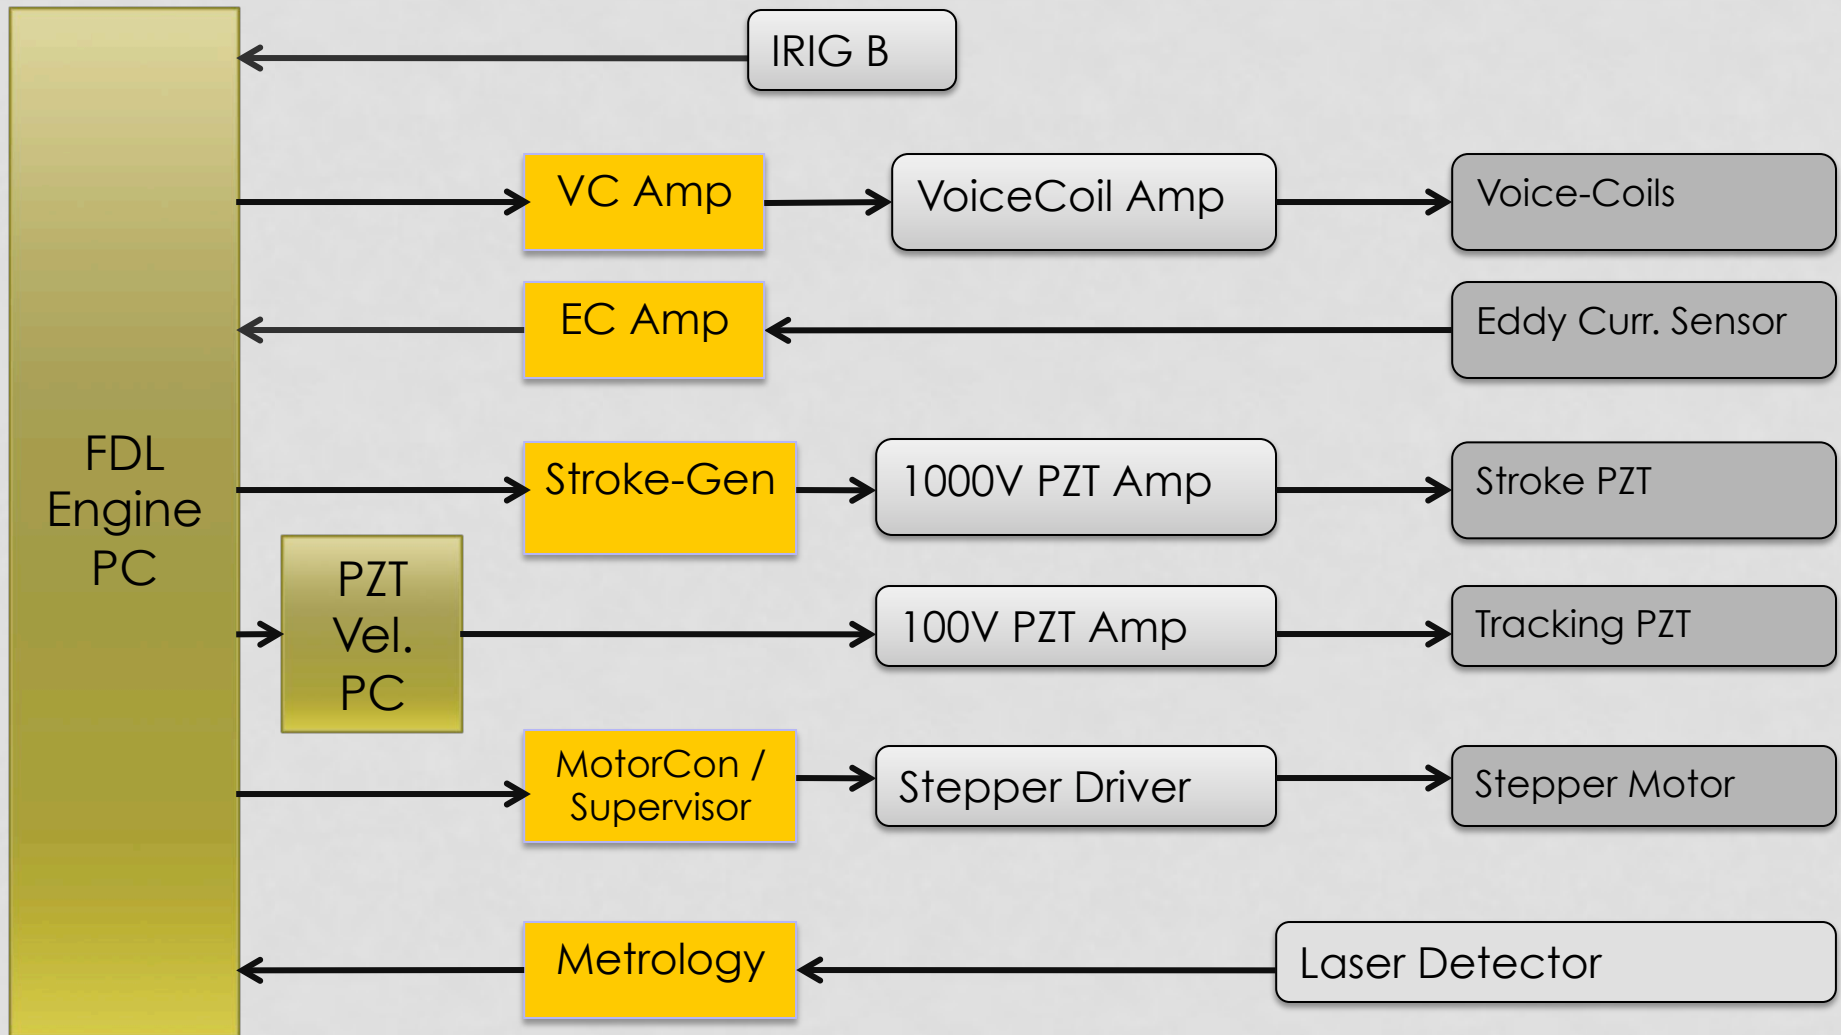 IRIG B
VC Amp
VoiceCoil Amp
Voice-Coils
EC Amp
Eddy Curr. Sensor
FDL
Engine
PC
Stroke-Gen
1000V PZT Amp
Stroke PZT
PZT
Vel.
PC
100V PZT Amp
Tracking PZT
MotorCon /
Supervisor
Stepper Driver
Stepper Motor
Metrology
Laser Detector